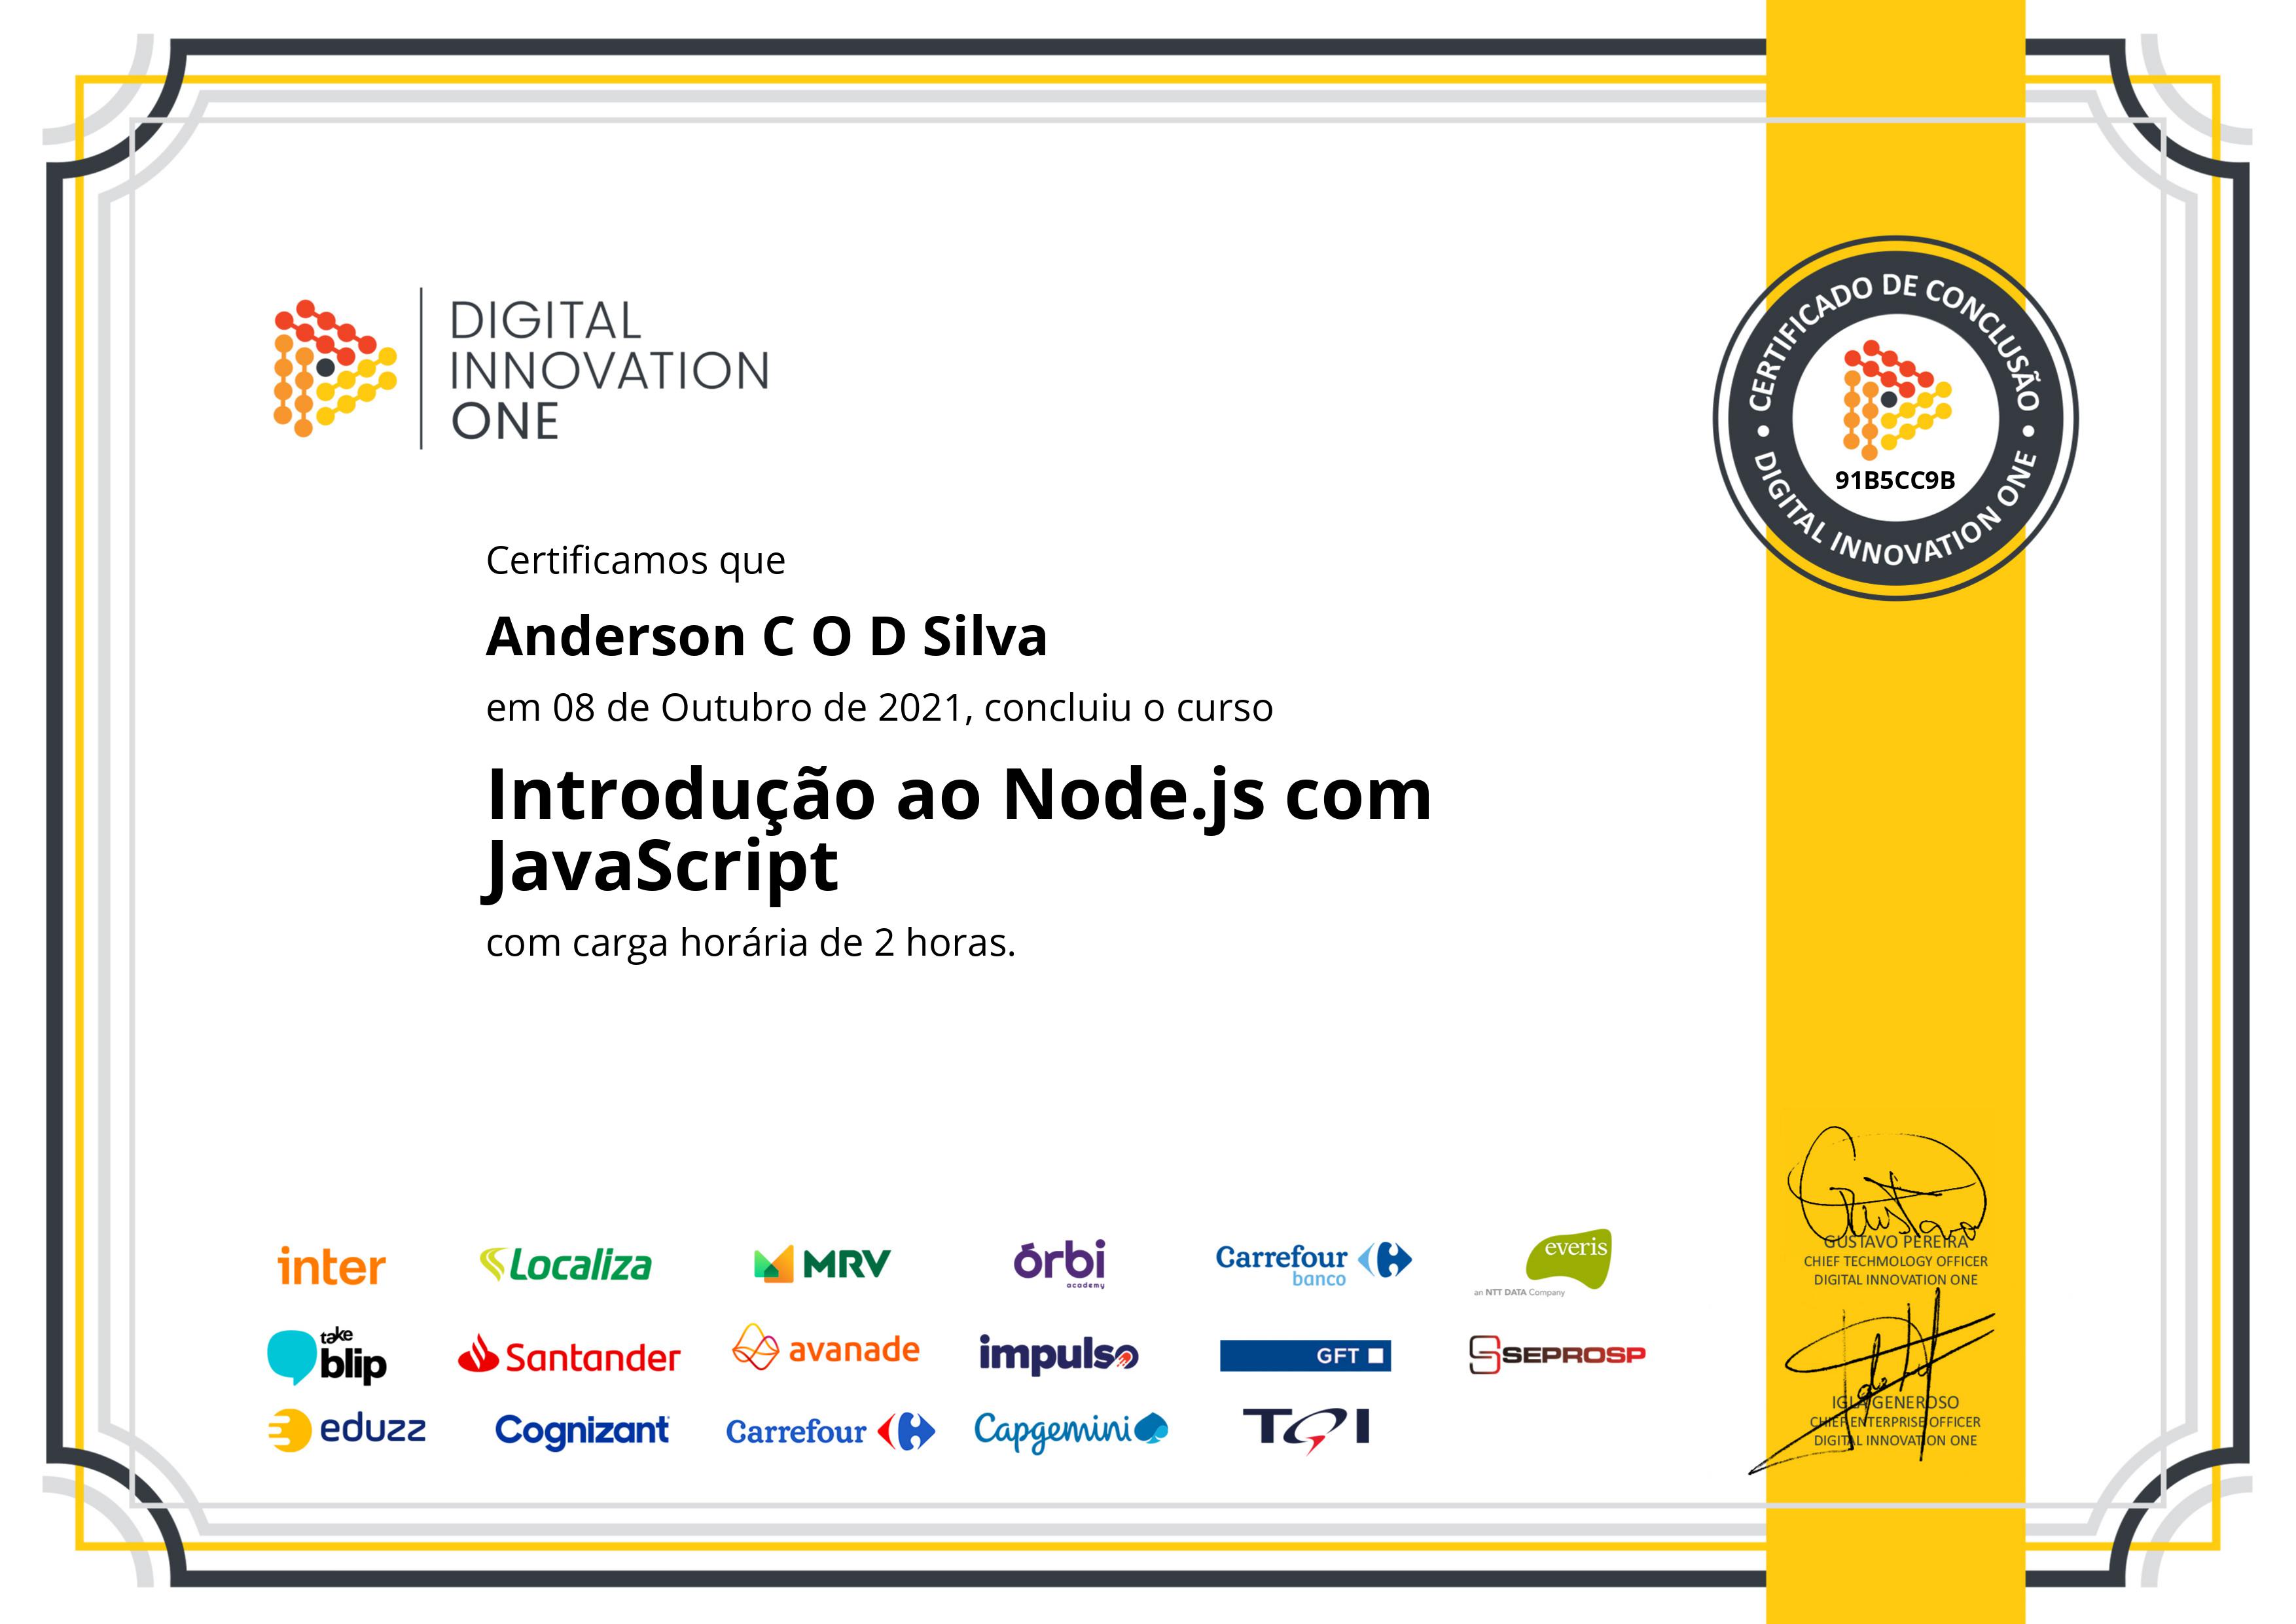 DIGITAL
INNOVATION
ONE
CERTIFICADO DE CONCLUSÃO
91B5CC9B
DIGITAL INNOVATION ONE
Certificamos que
Anderson C O D Silva
em 08 de Outubro de 2021, concluiu o curso
Introdução ao Node.js com
JavaScript
com carga horária de 2 horas.
Gustavo
GUSTAVO PEREIRA
CHIEF TECHMOLOGY OFFICER
DIGITAL INNOVATION ONE
inter
Localiza
MRV
órbi
academy
Carrefour
banco
everis
an NTT DATA Company
take
blip
Santander
avanade
impulso
GFT
SEPROSP
IGLÁ GENEROSO
CHIEF ENTERPRISE OFFICER
DIGITAL INNOVATION ONE
eduzz
Cognizant
Carrefour
Capgemini
TQI